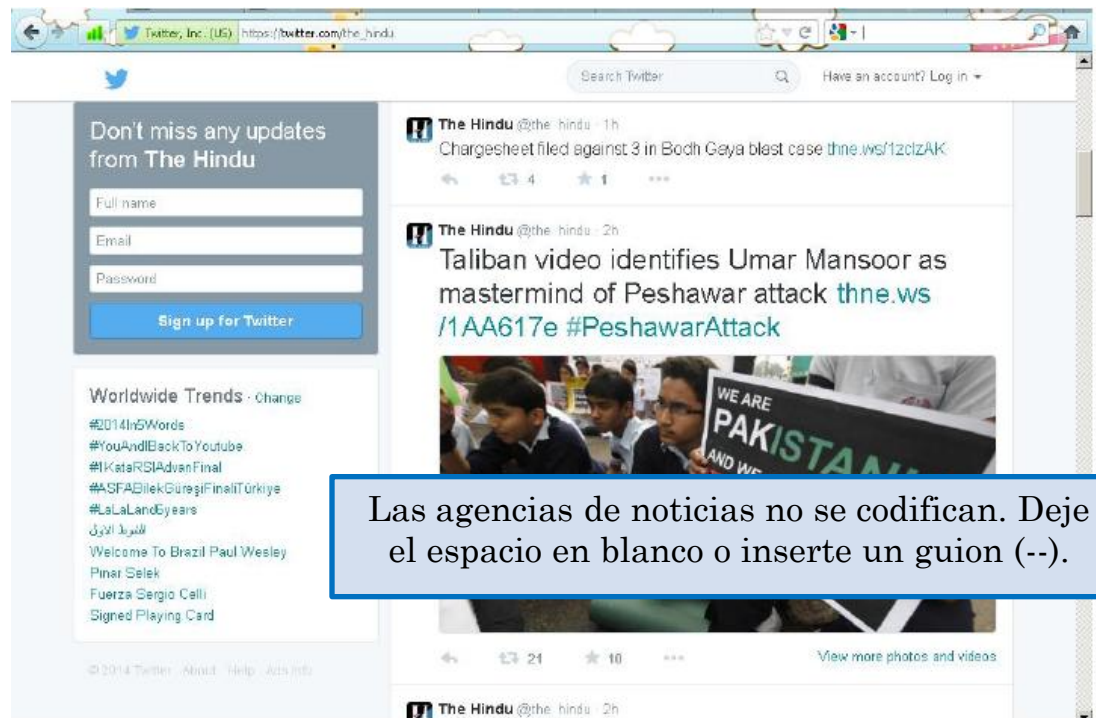 Twitter, Inc. (US) https://twitter.com/the_hindu
Search Twitter
Have an account? Log in
Don't miss any updates
from The Hindu
Full name
Email
Password
Sign up for Twitter
Worldwide Trends · Change
#2014In5Words
#YouAndIBackToYoutube
#1KataRSIAdvanFinal
#ASFABilekGüreşiFinaliTürkiye
#LaLaLand6years
Welcome To Brazil Paul Wesley
Pınar Selek
Fuerza Sergio Celli
Signed Playing Card
© 2014 Twitter About Help Ads info
The Hindu @the_hindu · 1h
Chargesheet filed against 3 in Bodh Gaya blast case thne.ws/1zclzAK
4 1
The Hindu @the_hindu · 2h
Taliban video identifies Umar Mansoor as
mastermind of Peshawar attack thne.ws
/1AA617e #PeshawarAttack
WE ARE
PAKISTAN
AND WE
Las agencias de noticias no se codifican. Deje
el espacio en blanco o inserte un guion (--).
21 10
View more photos and videos
The Hindu @the_hindu · 2h